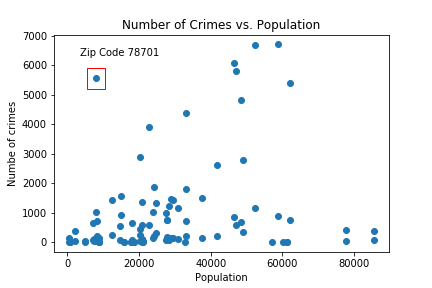 Number of Crimes vs. Population
7000
Zip Code 78701
6000
5000
4000
3000
2000
1000
0
Numbe of crimes
0 20000 40000 60000 80000
Population